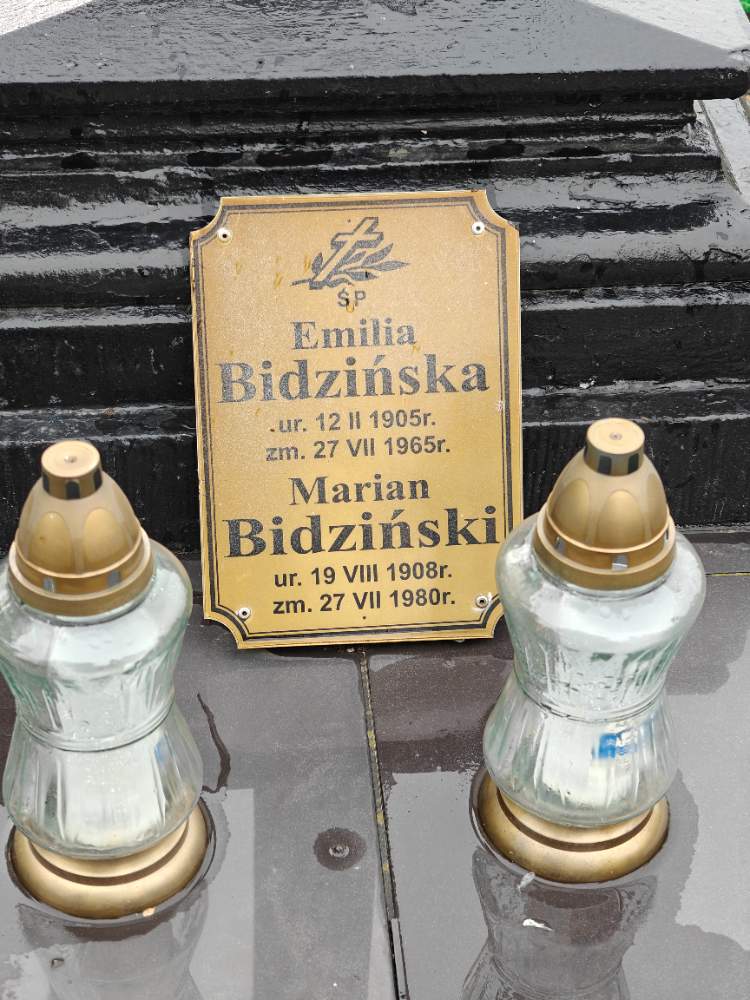 ŚP
Emilia
Bidzińska
ur. 12 II 1905r.
zm. 27 VII 1965r.
Marian
Bidziński
ur. 19 VIII 1908r.
zm. 27 VII 1980r.